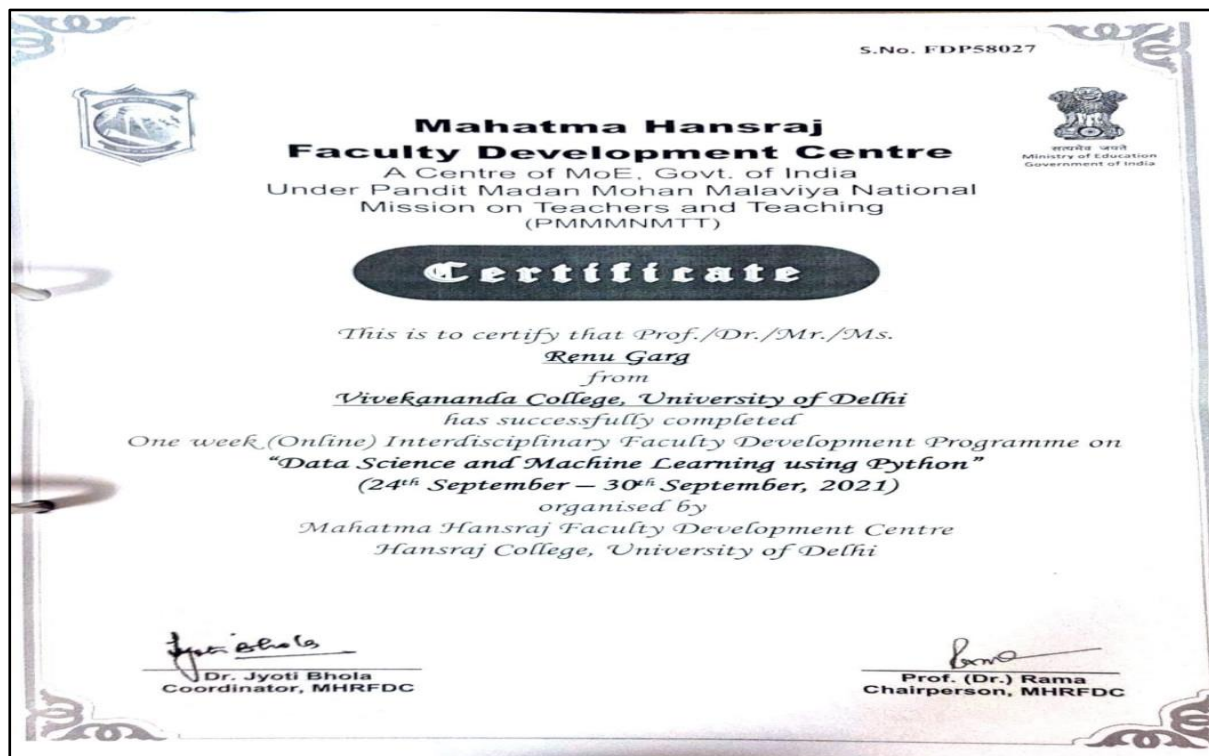 S.No. FDP58027
Mahatma Hansraj
Faculty Development Centre
A Centre of MoE, Govt. of India
Under Pandit Madan Mohan Malaviya National
Mission on Teachers and Teaching
(PMMMNMTT)
सत्यमेव जयते
Ministry of Education
Government of India
Certificate
This is to certify that Prof./Dr./Mr./Ms.
Renu Garg
from
Vivekananda College, University of Delhi
has successfully completed
One week (Online) Interdisciplinary Faculty Development Programme on
"Data Science and Machine Learning using Python"
(24th September – 30th September, 2021)
organised by
Mahatma Hansraj Faculty Development Centre
Hansraj College, University of Delhi
Jyoti Bhola
Dr. Jyoti Bhola
Coordinator, MHRFDC
Rama
Prof. (Dr.) Rama
Chairperson, MHRFDC